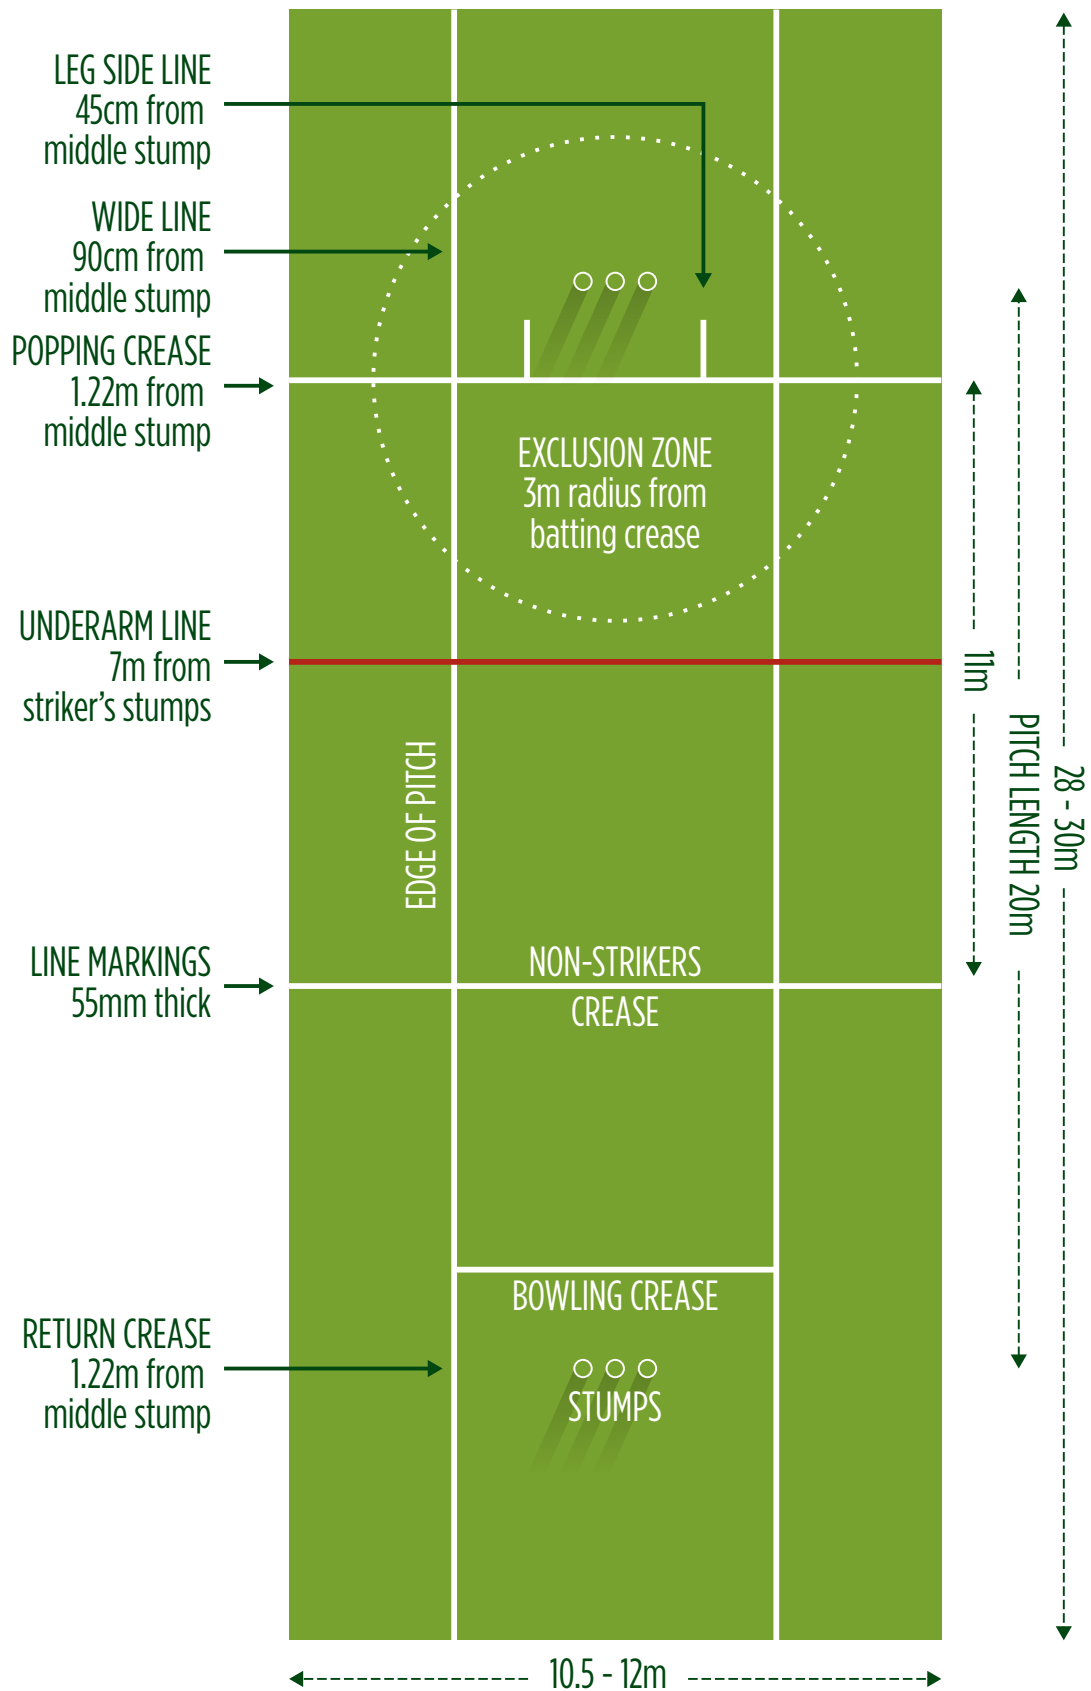 LEG SIDE LINE
45cm from
middle stump
WIDE LINE
90cm from
middle stump
POPPING CREASE
1.22m from
middle stump
EXCLUSION ZONE
3m radius from
batting crease
UNDERARM LINE
7m from
striker’s stumps
11m
PITCH LENGTH 20m
28 - 30m
EDGE OF PITCH
LINE MARKINGS
55mm thick
NON-STRIKERS
CREASE
BOWLING CREASE
RETURN CREASE
1.22m from
middle stump
STUMPS
10.5 - 12m